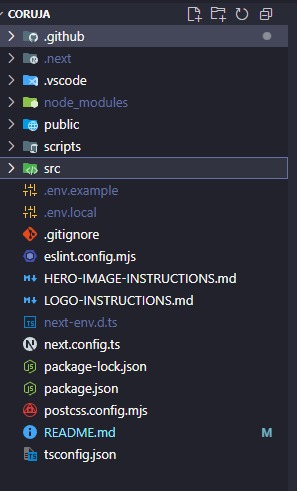 CORUJA
.github
.next
.vscode
node_modules
public
scripts
src
.env.example
.env.local
.gitignore
eslint.config.mjs
HERO-IMAGE-INSTRUCTIONS.md
LOGO-INSTRUCTIONS.md
next-env.d.ts
next.config.ts
package-lock.json
package.json
postcss.config.mjs
README.md M
tsconfig.json